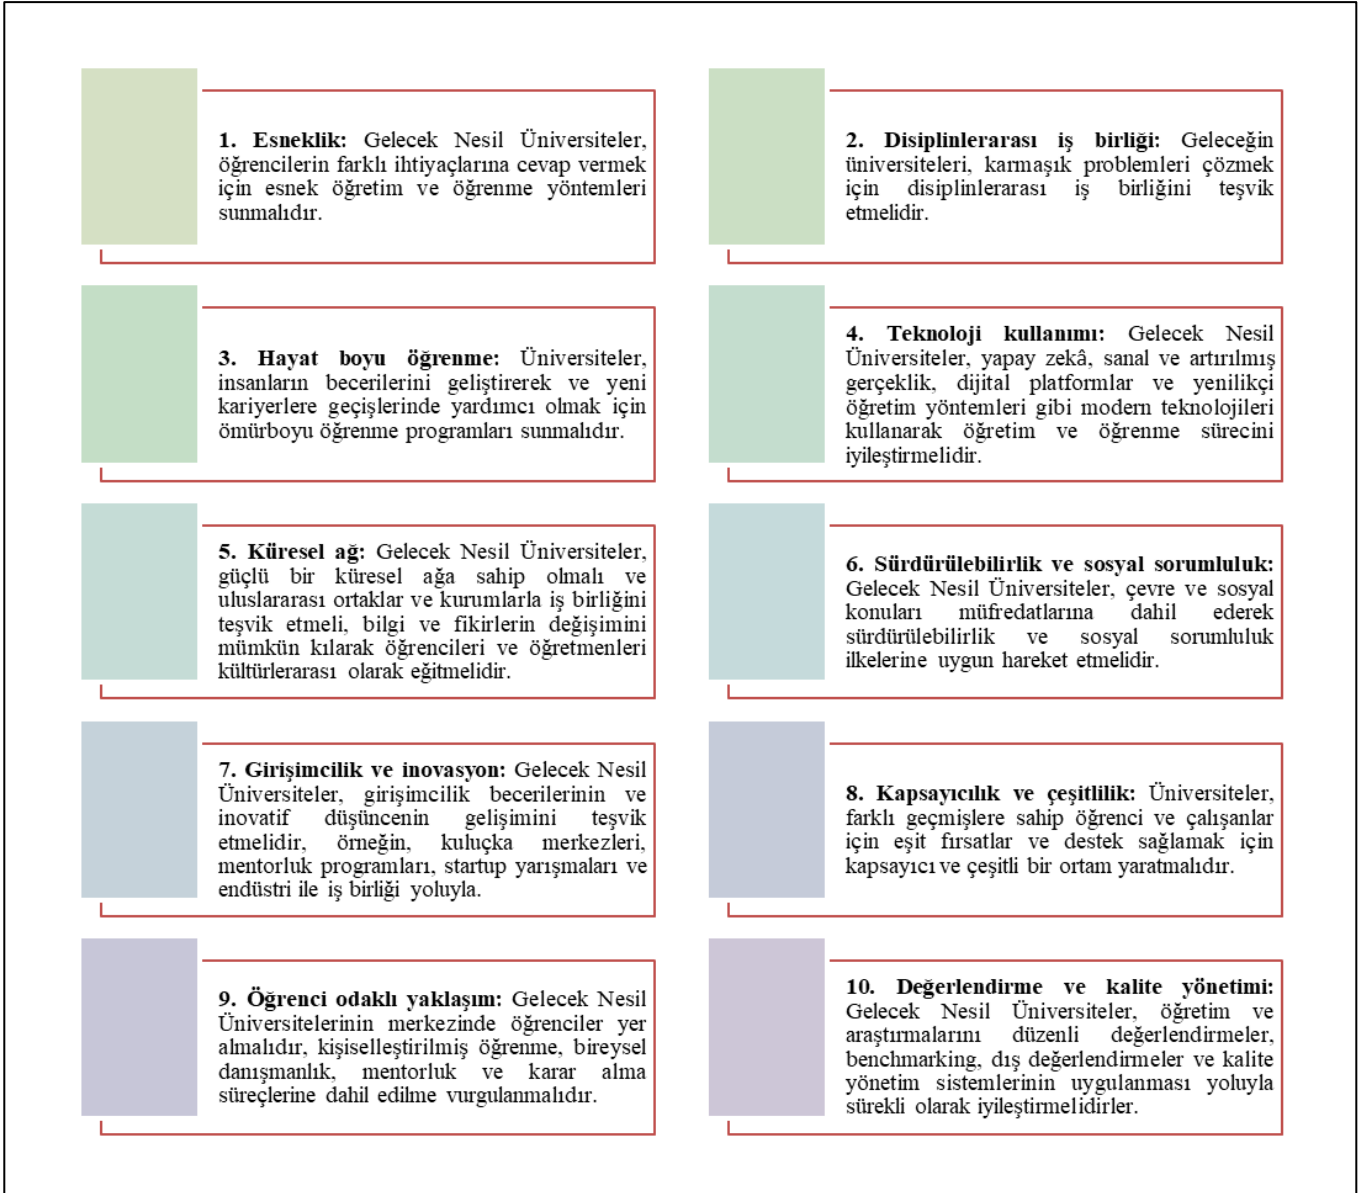 1. Esneklik: Gelecek Nesil Üniversiteler,
öğrencilerin farklı ihtiyaçlarına cevap vermek
için esnek öğretim ve öğrenme yöntemleri
sunmalıdır.
2. Disiplinlerarası iş birliği: Geleceğin
üniversiteleri, karmaşık problemleri çözmek
için disiplinlerarası iş birliğini teşvik
etmelidir.
3. Hayat boyu öğrenme: Üniversiteler,
insanların becerilerini geliştirerek ve yeni
kariyerlere geçişlerinde yardımcı olmak için
ömürboyu öğrenme programları sunmalıdır.
4. Teknoloji kullanımı: Gelecek Nesil
Üniversiteler, yapay zekâ, sanal ve artırılmış
gerçeklik, dijital platformlar ve yenilikçi
öğretim yöntemleri gibi modern teknolojileri
kullanarak öğretim ve öğrenme sürecini
iyileştirmelidir.
5. Küresel ağ: Gelecek Nesil Üniversiteler,
güçlü bir küresel ağa sahip olmalı ve
uluslararası ortaklar ve kurumlarla iş birliğini
teşvik etmeli, bilgi ve fikirlerin değişimini
mümkün kılarak öğrencileri ve öğretmenleri
kültürlerarası olarak eğitmelidir.
6. Sürdürülebilirlik ve sosyal sorumluluk:
Gelecek Nesil Üniversiteler, çevre ve sosyal
konuları müfredatlarına dahil ederek
sürdürülebilirlik ve sosyal sorumluluk
ilkelerine uygun hareket etmelidir.
7. Girişimcilik ve inovasyon: Gelecek Nesil
Üniversiteler, girişimcilik becerilerinin ve
inovatif düşüncenin gelişimini teşvik
etmelidir, örneğin, kuluçka merkezleri,
mentorluk programları, startup yarışmaları ve
endüstri ile iş birliği yoluyla.
8. Kapsayıcılık ve çeşitlilik: Üniversiteler,
farklı geçmişlere sahip öğrenci ve çalışanlar
için eşit fırsatlar ve destek sağlamak için
kapsayıcı ve çeşitli bir ortam yaratmalıdır.
9. Öğrenci odaklı yaklaşım: Gelecek Nesil
Üniversitelerinin merkezinde öğrenciler yer
almalıdır, kişiselleştirilmiş öğrenme, bireysel
danışmanlık, mentorluk ve karar alma
süreçlerine dahil edilme vurgulanmalıdır.
10. Değerlendirme ve kalite yönetimi:
Gelecek Nesil Üniversiteler, öğretim ve
araştırmalarını düzenli değerlendirmeler,
benchmarking, dış değerlendirmeler ve kalite
yönetim sistemlerinin uygulanması yoluyla
sürekli olarak iyileştirmelidirler.